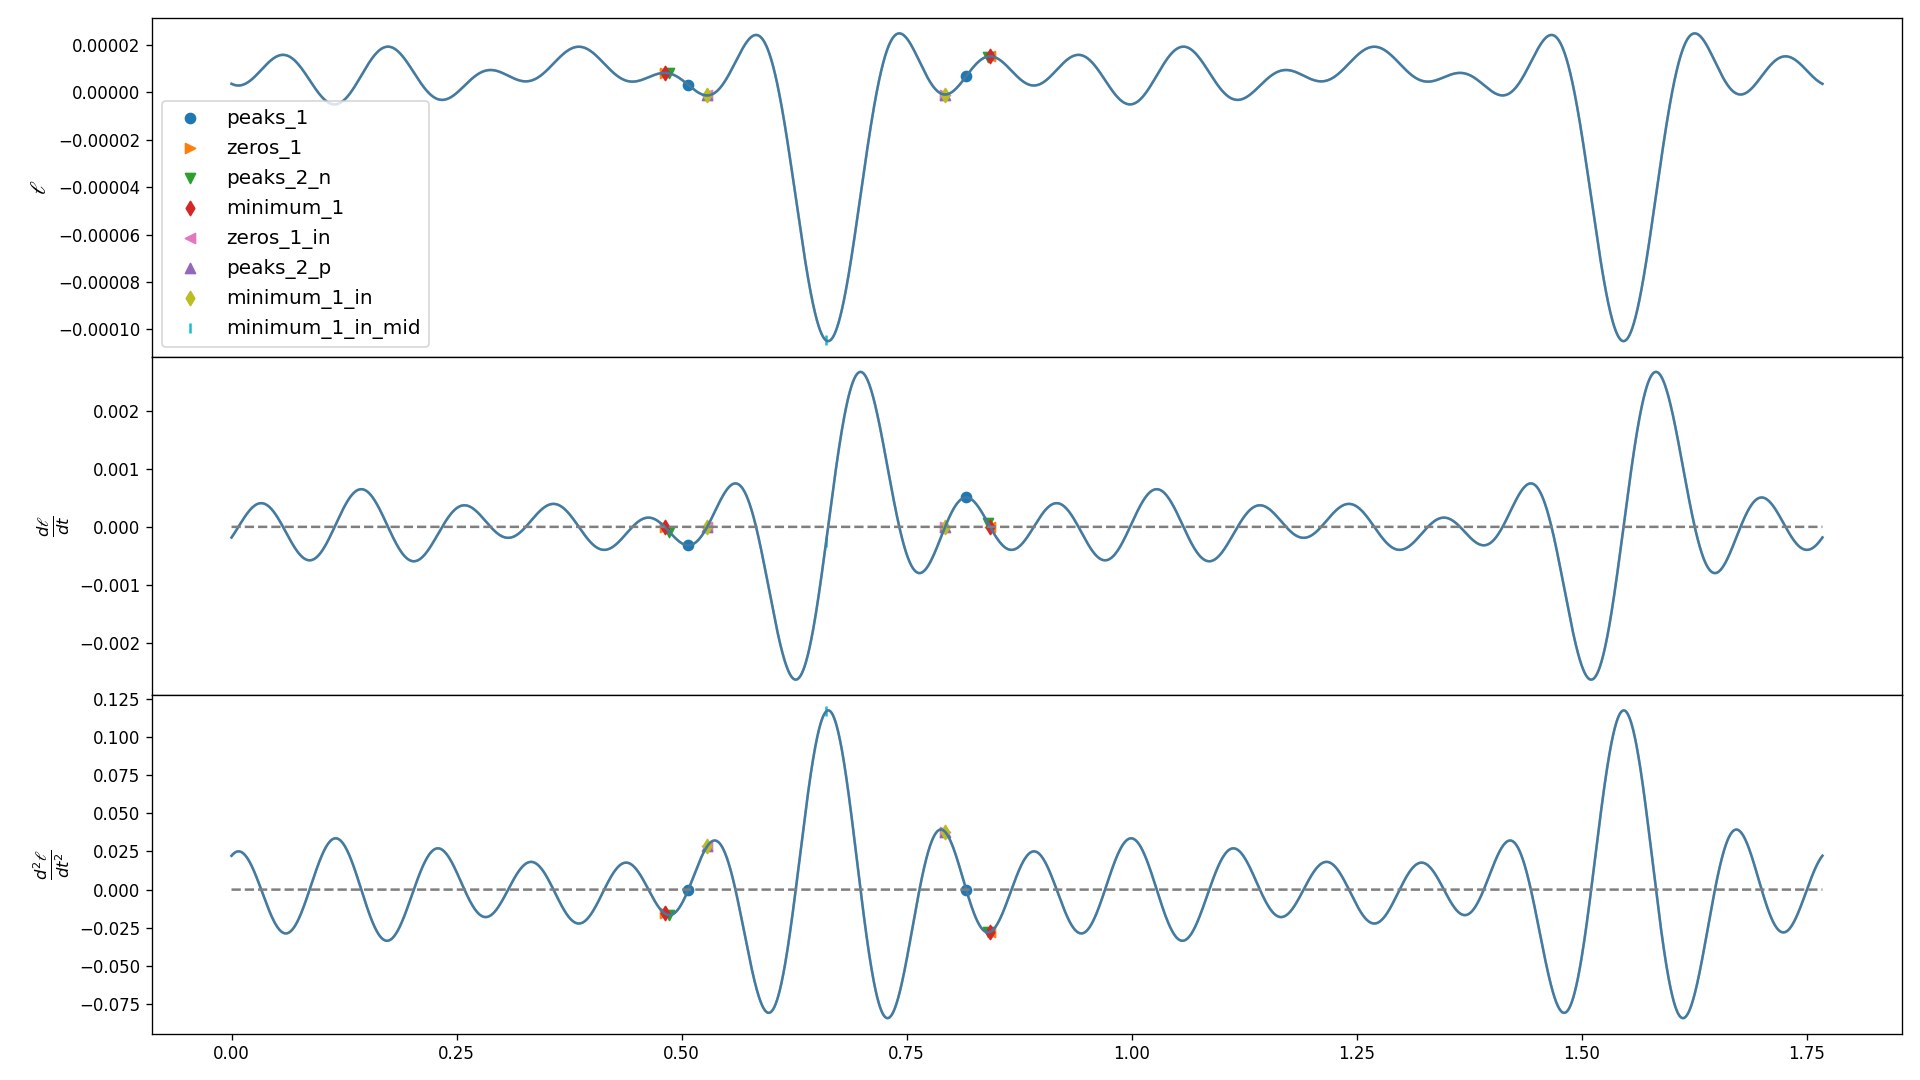 0.00002
0.00000
−0.00002
−0.00004
−0.00006
−0.00008
−0.00010
ℓ
peaks_1
zeros_1
peaks_2_n
minimum_1
zeros_1_in
peaks_2_p
minimum_1_in
minimum_1_in_mid
0.002
0.001
0.000
−0.001
−0.002
dℓ
dt
0.125
0.100
0.075
0.050
0.025
0.000
−0.025
−0.050
−0.075
d²ℓ
dt²
0.00 0.25 0.50 0.75 1.00 1.25 1.50 1.75